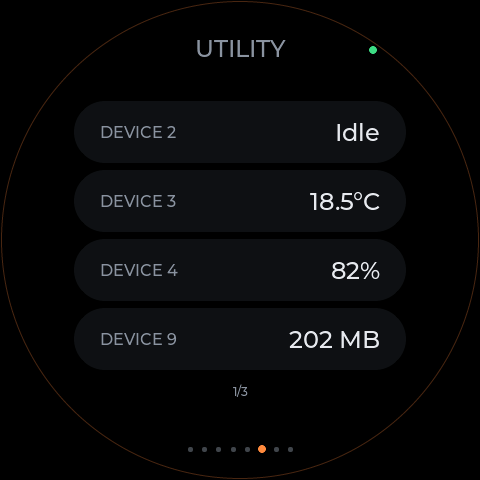 UTILITY
DEVICE 2 Idle
DEVICE 3 18.5°C
DEVICE 4 82%
DEVICE 9 202 MB
1/3